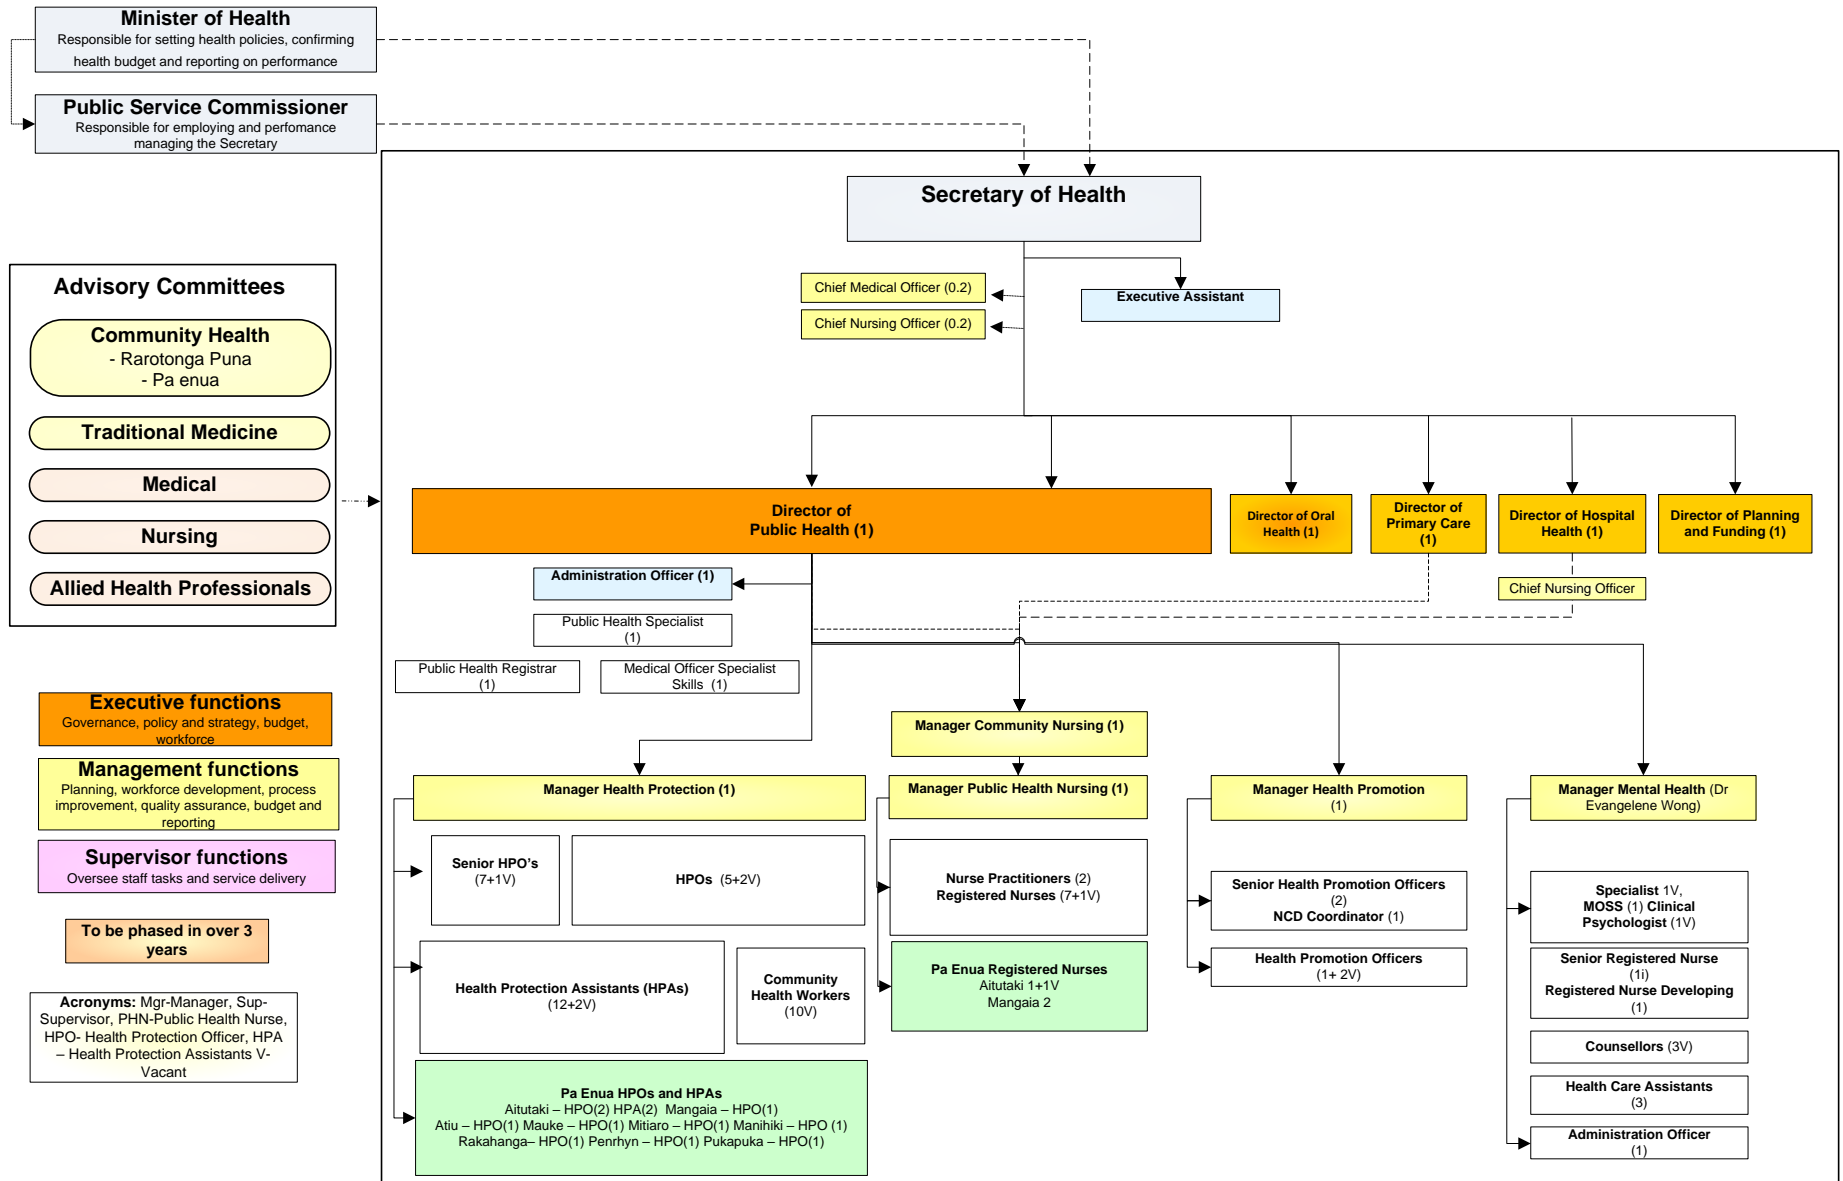 Minister of Health
Responsible for setting health policies, confirming
health budget and reporting on performance
Public Service Commissioner
Responsible for employing and perfomance
managing the Secretary
Secretary of Health
Chief Medical Officer (0.2)
Chief Nursing Officer (0.2)
Executive Assistant
Advisory Committees
Community Health
- Rarotonga Puna
- Pa enua
Traditional Medicine
Medical
Nursing
Allied Health Professionals
Director of
Public Health (1)
Director of Oral
Health (1)
Director of
Primary Care
(1)
Director of Hospital
Health (1)
Director of Planning
and Funding (1)
Chief Nursing Officer
Administration Officer (1)
Public Health Specialist
(1)
Public Health Registrar
(1)
Medical Officer Specialist
Skills (1)
Executive functions
Governance, policy and strategy, budget,
workforce
Management functions
Planning, workforce development, process
improvement, quality assurance, budget and
reporting
Supervisor functions
Oversee staff tasks and service delivery
To be phased in over 3
years
Acronyms: Mgr-Manager, Sup-
Supervisor, PHN-Public Health Nurse,
HPO- Health Protection Officer, HPA
– Health Protection Assistants V-
Vacant
Manager Community Nursing (1)
Manager Health Protection (1)
Senior HPO's
(7+1V)
HPOs (5+2V)
Health Protection Assistants (HPAs)
(12+2V)
Community
Health Workers
(10V)
Pa Enua HPOs and HPAs
Aitutaki – HPO(2) HPA(2) Mangaia – HPO(1)
Atiu – HPO(1) Mauke – HPO(1) Mitiaro – HPO(1) Manihiki – HPO (1)
Rakahanga– HPO(1) Penrhyn – HPO(1) Pukapuka – HPO(1)
Manager Public Health Nursing (1)
Nurse Practitioners (2)
Registered Nurses (7+1V)
Pa Enua Registered Nurses
Aitutaki 1+1V
Mangaia 2
Manager Health Promotion
(1)
Senior Health Promotion Officers
(2)
NCD Coordinator (1)
Health Promotion Officers
(1+ 2V)
Manager Mental Health (Dr
Evangelene Wong)
Specialist 1V,
MOSS (1) Clinical
Psychologist (1V)
Senior Registered Nurse
(1i)
Registered Nurse Developing
(1)
Counsellors (3V)
Health Care Assistants
(3)
Administration Officer
(1)